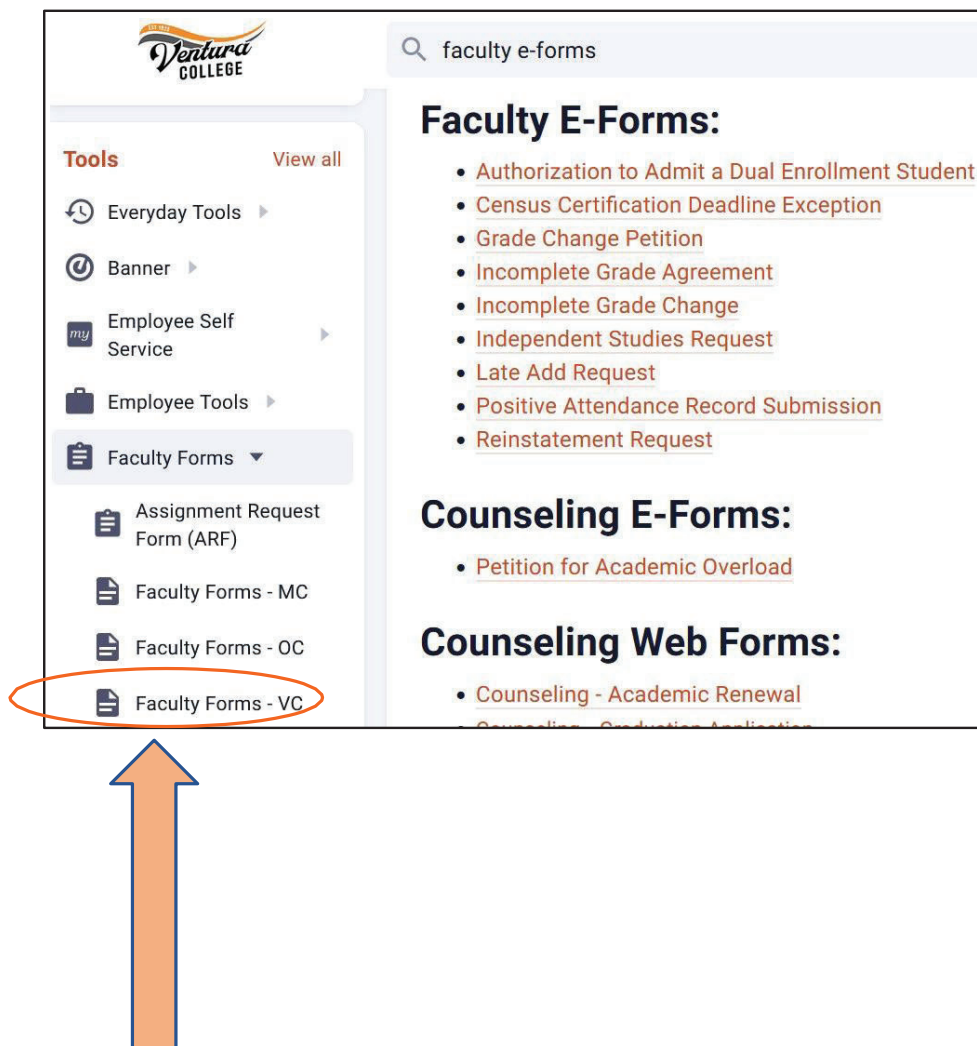 EST 1925
Ventura
COLLEGE
faculty e-forms
Tools
View all
Everyday Tools
Banner
my
Employee Self
Service
Employee Tools
Faculty Forms
Assignment Request
Form (ARF)
Faculty Forms - MC
Faculty Forms - OC
Faculty Forms - VC
Faculty E-Forms:
• Authorization to Admit a Dual Enrollment Student
• Census Certification Deadline Exception
• Grade Change Petition
• Incomplete Grade Agreement
• Incomplete Grade Change
• Independent Studies Request
• Late Add Request
• Positive Attendance Record Submission
• Reinstatement Request
Counseling E-Forms:
• Petition for Academic Overload
Counseling Web Forms:
• Counseling - Academic Renewal
• Counseling - Graduation Application